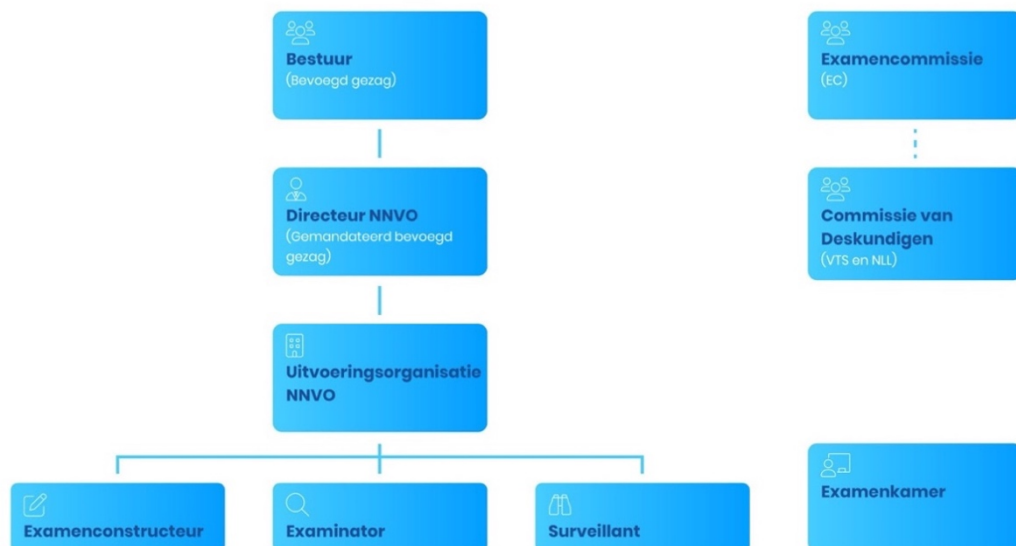 Bestuur
(Bevoegd gezag)
Examencommissie
(EC)
Directeur NNVO
(Gemandateerd bevoegd
gezag)
Commissie van
Deskundigen
(VTS en NLL)
Uitvoeringsorganisatie
NNVO
Examenkamer
Examenconstructeur
Examinator
Surveillant